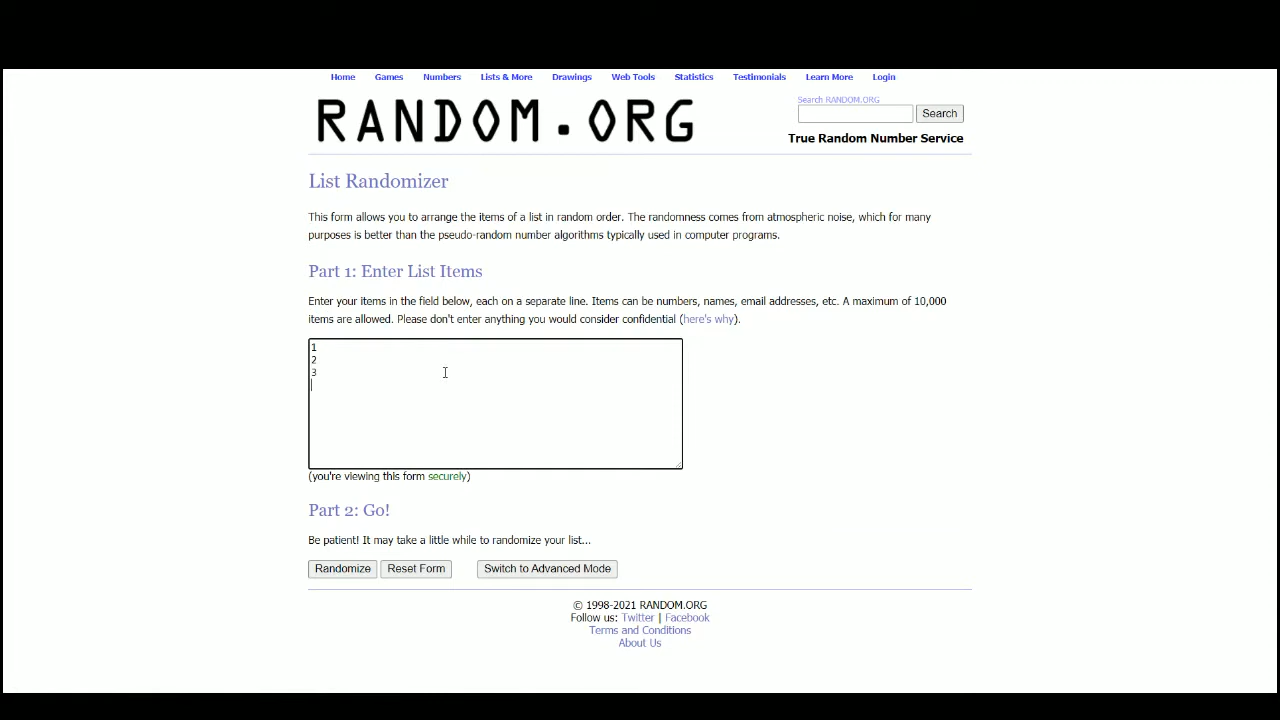 Home Games Numbers Lists & More Drawings Web Tools Statistics Testimonials Learn More Login
RANDOM.ORG
Search RANDOM.ORG
Search
True Random Number Service
List Randomizer
This form allows you to arrange the items of a list in random order. The randomness comes from atmospheric noise, which for many
purposes is better than the pseudo-random number algorithms typically used in computer programs.
Part 1: Enter List Items
Enter your items in the field below, each on a separate line. Items can be numbers, names, email addresses, etc. A maximum of 10,000
items are allowed. Please don't enter anything you would consider confidential (here's why).
1
2
3
(you're viewing this form securely)
Part 2: Go!
Be patient! It may take a little while to randomize your list...
Randomize Reset Form Switch to Advanced Mode
© 1998-2021 RANDOM.ORG
Follow us: Twitter | Facebook
Terms and Conditions
About Us